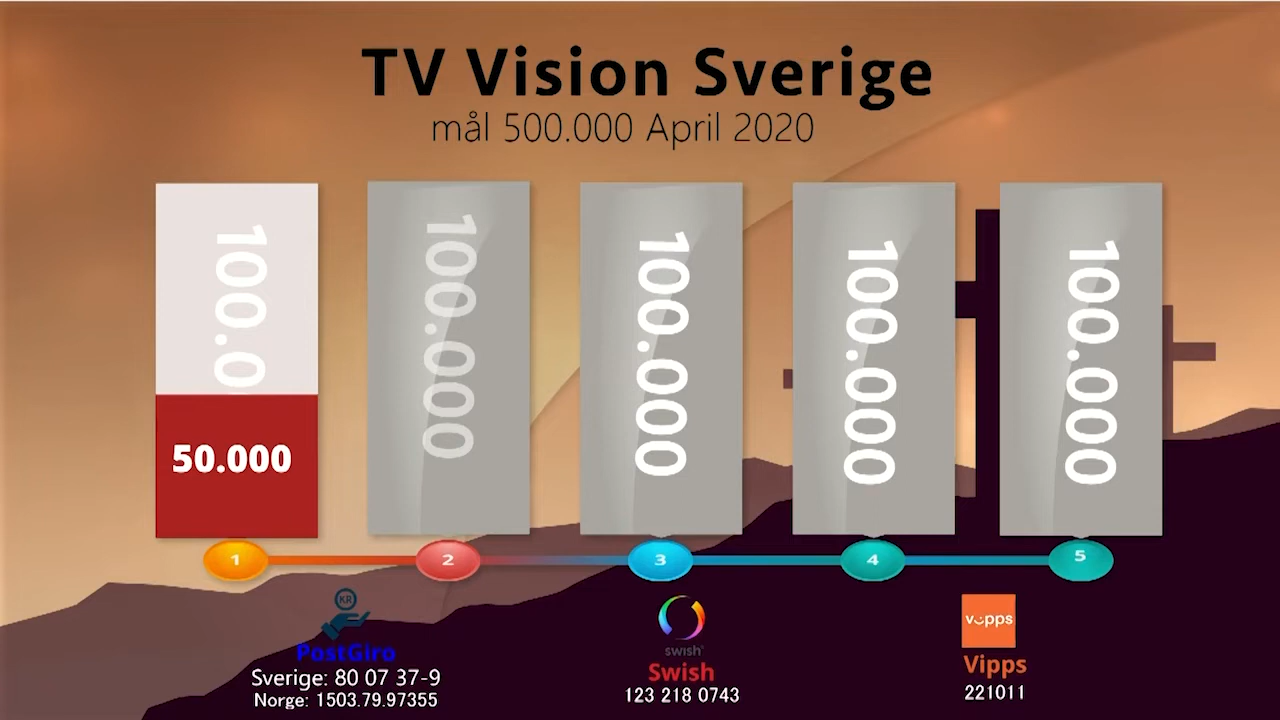 TV Vision Sverige
mål 500.000 April 2020
100.0
50.000
100.000
100.000
100.000
100.000
1
2
3
4
5
KR
PostGiro
Sverige: 80 07 37-9
Norge: 1503.79.97355
swish
Swish
123 218 0743
vipps
Vipps
221011